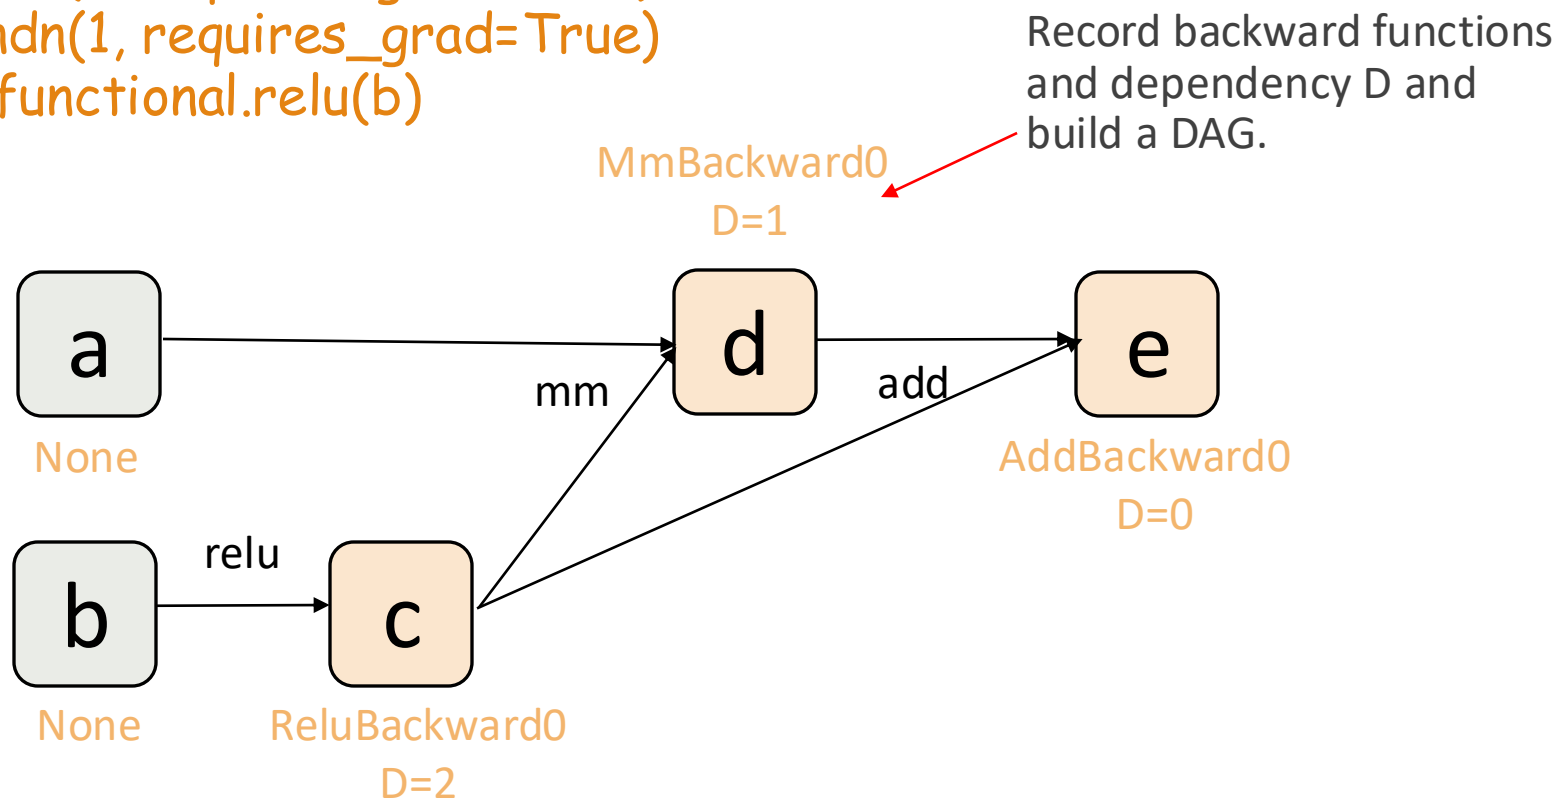 ndn(1, requires_grad=True)
functional.relu(b)
Record backward functions
and dependency D and
build a DAG.
MmBackward0
D=1
a
d
e
mm
add
None
AddBackward0
D=0
relu
b
c
None
ReluBackward0
D=2